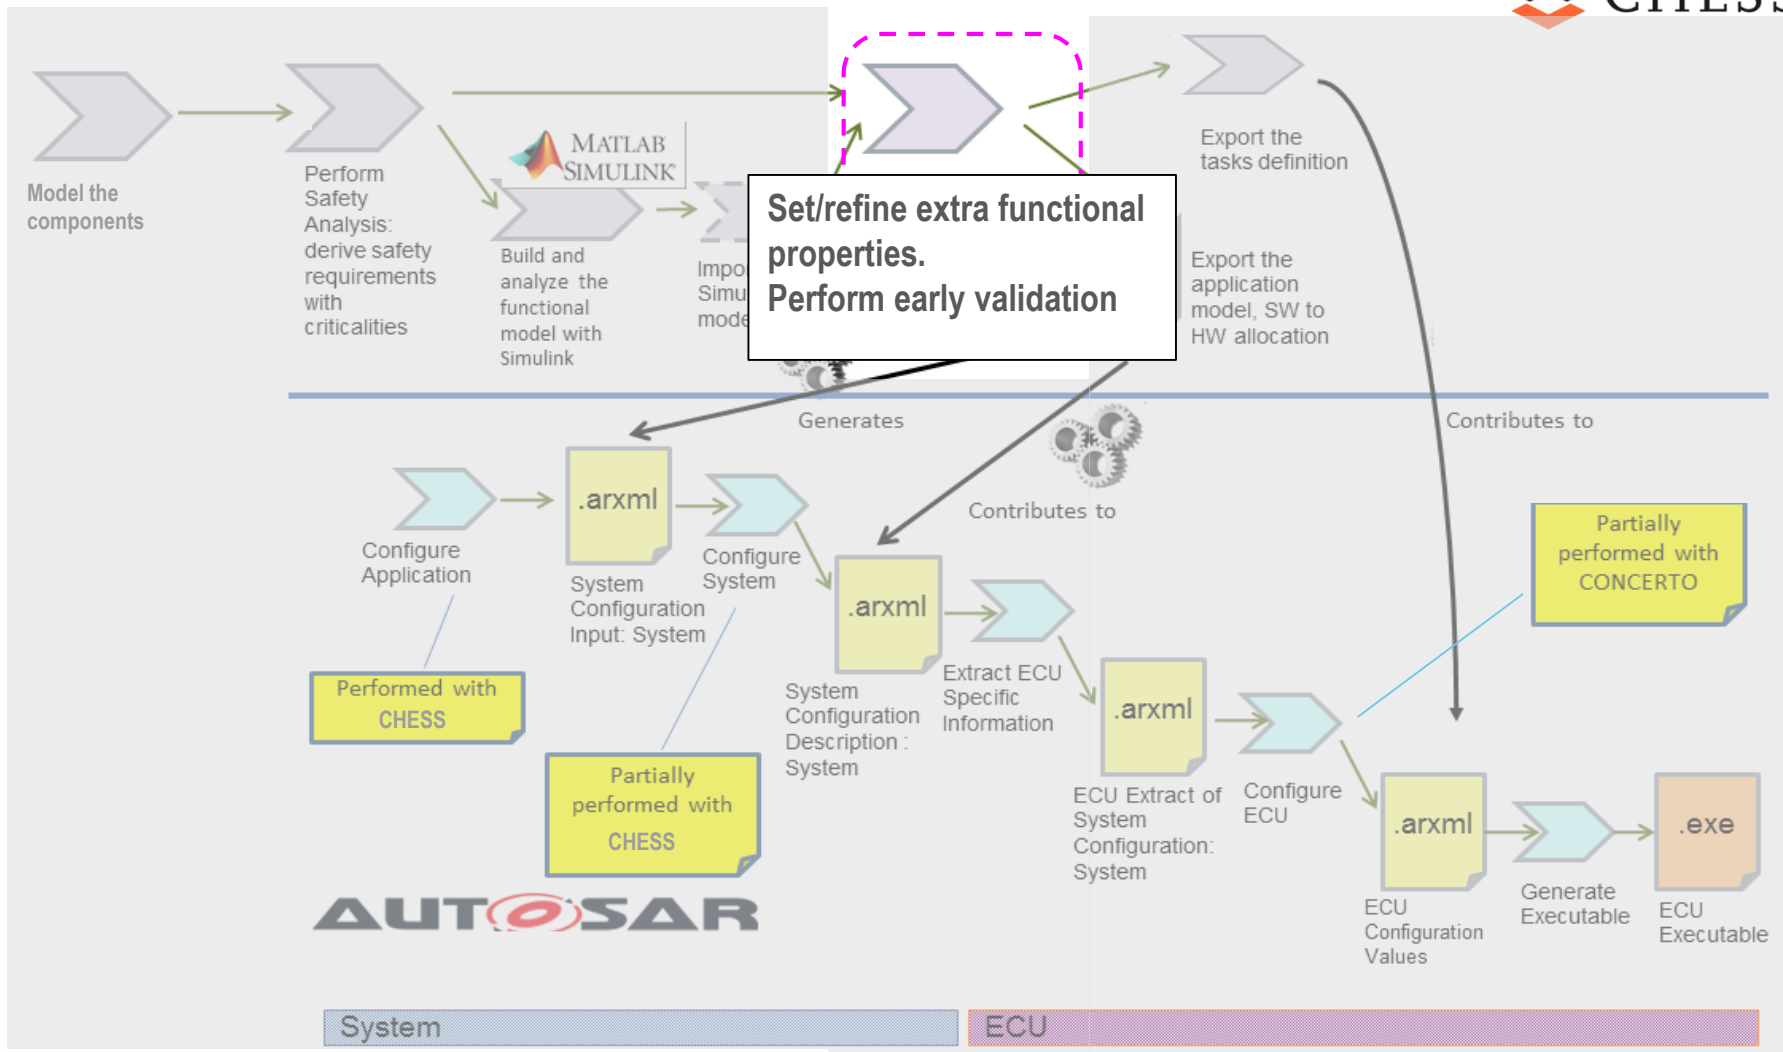 CHESS
Model the
components
Perform
Safety
Analysis:
derive safety
requirements
with
criticalities
MATLAB
SIMULINK
Build and
analyze the
functional
model with
Simulink
Set/refine extra functional
properties.
Perform early validation
Export the
tasks definition
Export the
application
model, SW to
HW allocation
Generates
Contributes to
Contributes to
Configure
Application
.arxml
System
Configuration
Input: System
Configure
System
.arxml
System
Configuration
Description :
System
Extract ECU
Specific
Information
.arxml
ECU Extract of
System
Configuration:
System
Configure
ECU
.arxml
ECU
Configuration
Values
Generate
Executable
.exe
ECU
Executable
Performed with
CHESS
Partially
performed with
CHESS
Partially
performed with
CONCERTO
AUTOSAR
System
ECU